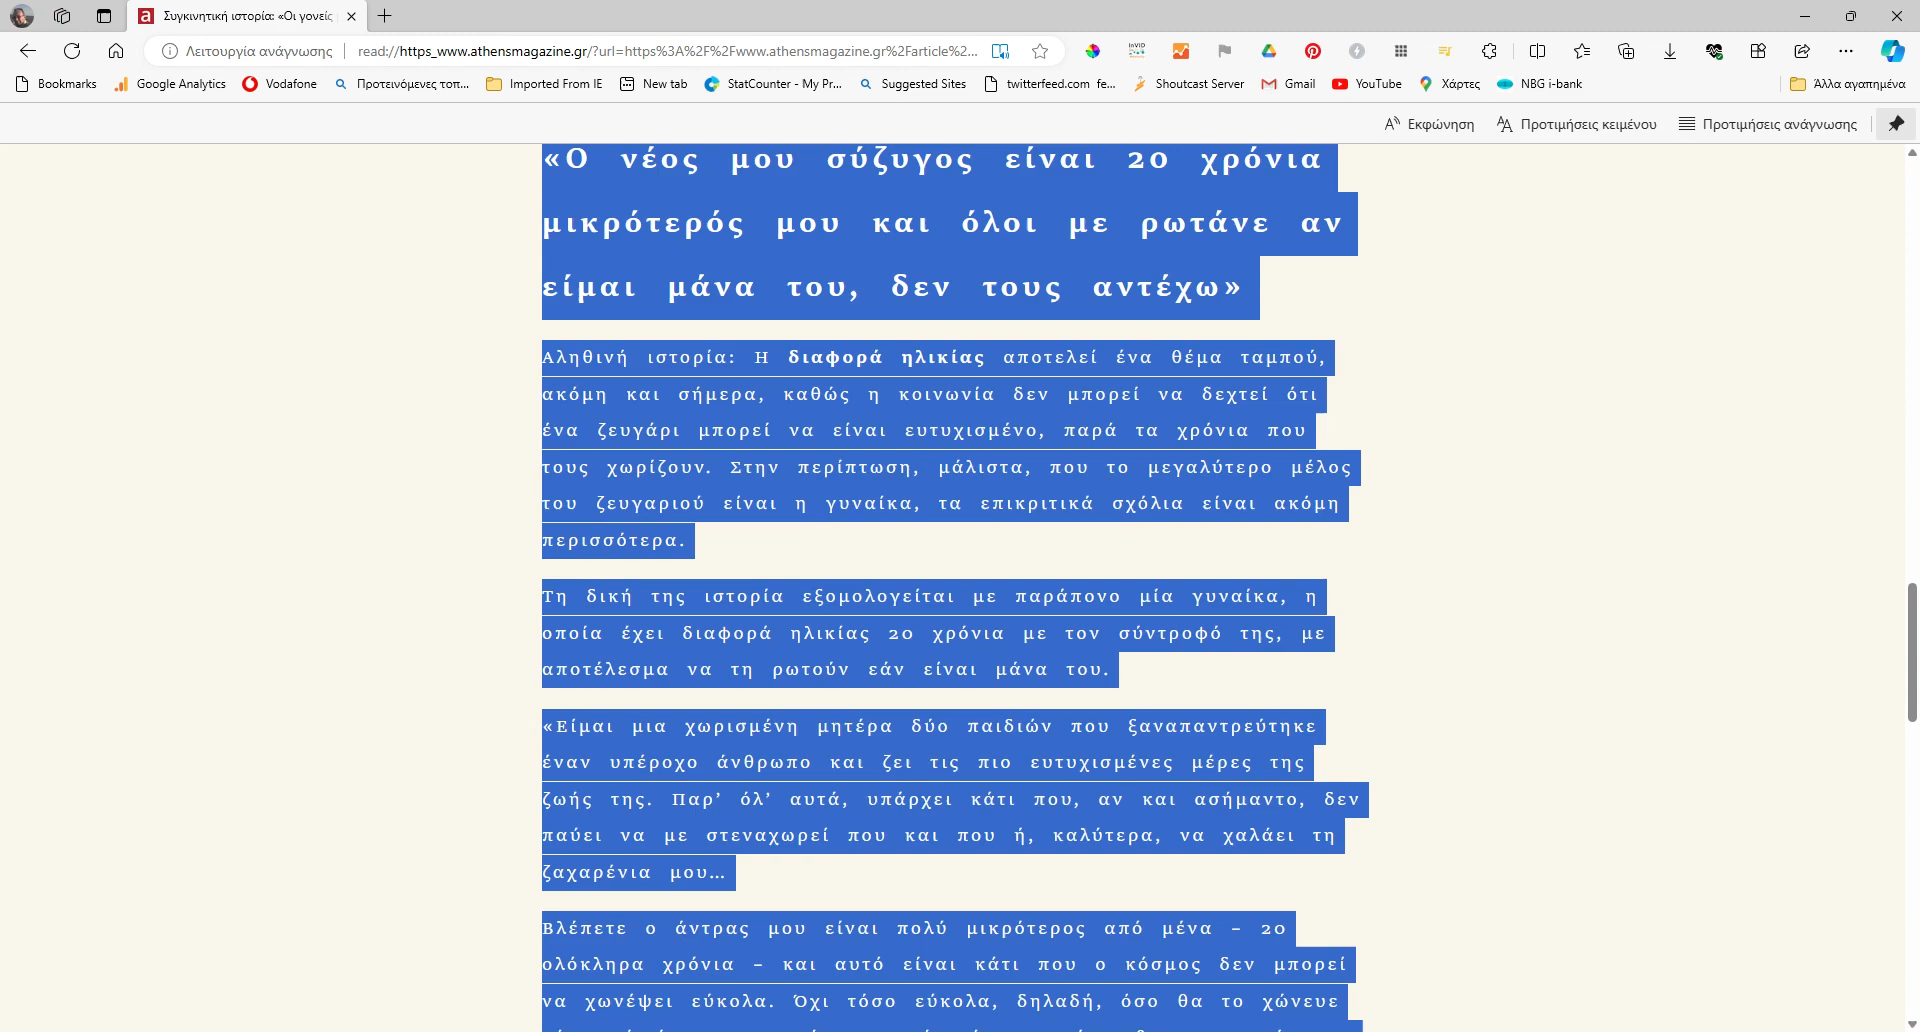 Συγκινητική ιστορία: «Οι γονείς
Λειτουργία ανάγνωσης
read://https_www.athensmagazine.gr/?url=https%3A%2F%2Fwww.athensmagazine.gr%2Farticle%2...
Bookmarks
Google Analytics
Vodafone
Προτεινόμενες τοπ...
Imported From IE
New tab
StatCounter - My Pr...
Suggested Sites
twitterfeed.com fe...
Shoutcast Server
Gmail
YouTube
Χάρτες
NBG i-bank
Άλλα αγαπημένα
Εκφώνηση
Προτιμήσεις κειμένου
Προτιμήσεις ανάγνωσης
«Ο νέος μου σύζυγος είναι 20 χρόνια
μικρότερός μου και όλοι με ρωτάνε αν
είμαι μάνα του, δεν τους αντέχω»
Αληθινή ιστορία: Η διαφορά ηλικίας αποτελεί ένα θέμα ταμπού,
ακόμη και σήμερα, καθώς η κοινωνία δεν μπορεί να δεχτεί ότι
ένα ζευγάρι μπορεί να είναι ευτυχισμένο, παρά τα χρόνια που
τους χωρίζουν. Στην περίπτωση, μάλιστα, που το μεγαλύτερο μέλος
του ζευγαριού είναι η γυναίκα, τα επικριτικά σχόλια είναι ακόμη
περισσότερα.
Τη δική της ιστορία εξομολογείται με παράπονο μία γυναίκα, η
οποία έχει διαφορά ηλικίας 20 χρόνια με τον σύντροφό της, με
αποτέλεσμα να τη ρωτούν εάν είναι μάνα του.
«Είμαι μια χωρισμένη μητέρα δύο παιδιών που ξαναπαντρεύτηκε
έναν υπέροχο άνθρωπο και ζει τις πιο ευτυχισμένες μέρες της
ζωής της. Παρ’ όλ’ αυτά, υπάρχει κάτι που, αν και ασήμαντο, δεν
παύει να με στεναχωρεί που και που ή, καλύτερα, να χαλάει τη
ζαχαρένια μου…
Βλέπετε ο άντρας μου είναι πολύ μικρότερος από μένα – 20
ολόκληρα χρόνια – και αυτό είναι κάτι που ο κόσμος δεν μπορεί
να χωνέψει εύκολα. Όχι τόσο εύκολα, δηλαδή, όσο θα το χώνευε